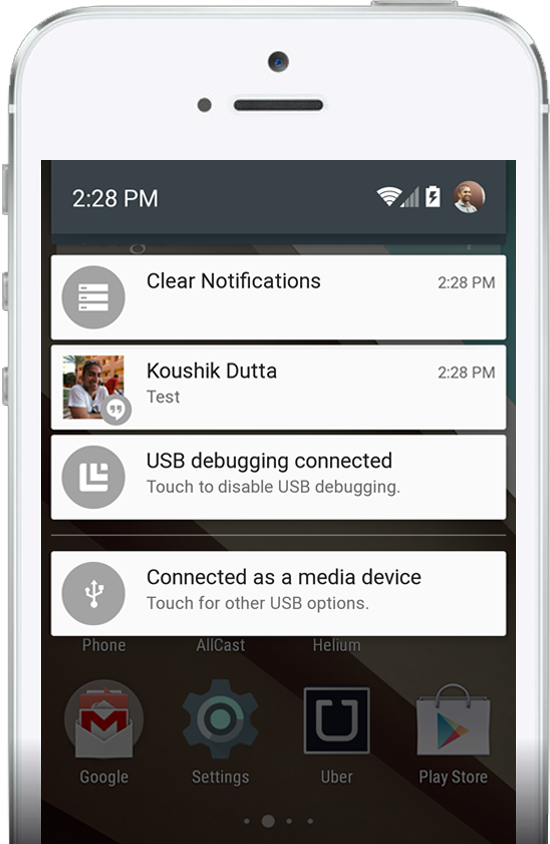 2:28 PM
Clear Notifications 2:28 PM
Koushik Dutta 2:28 PM
Test
USB debugging connected
Touch to disable USB debugging.
Connected as a media device
Touch for other USB options.
Phone AllCast Helium
Google Settings Uber Play Store